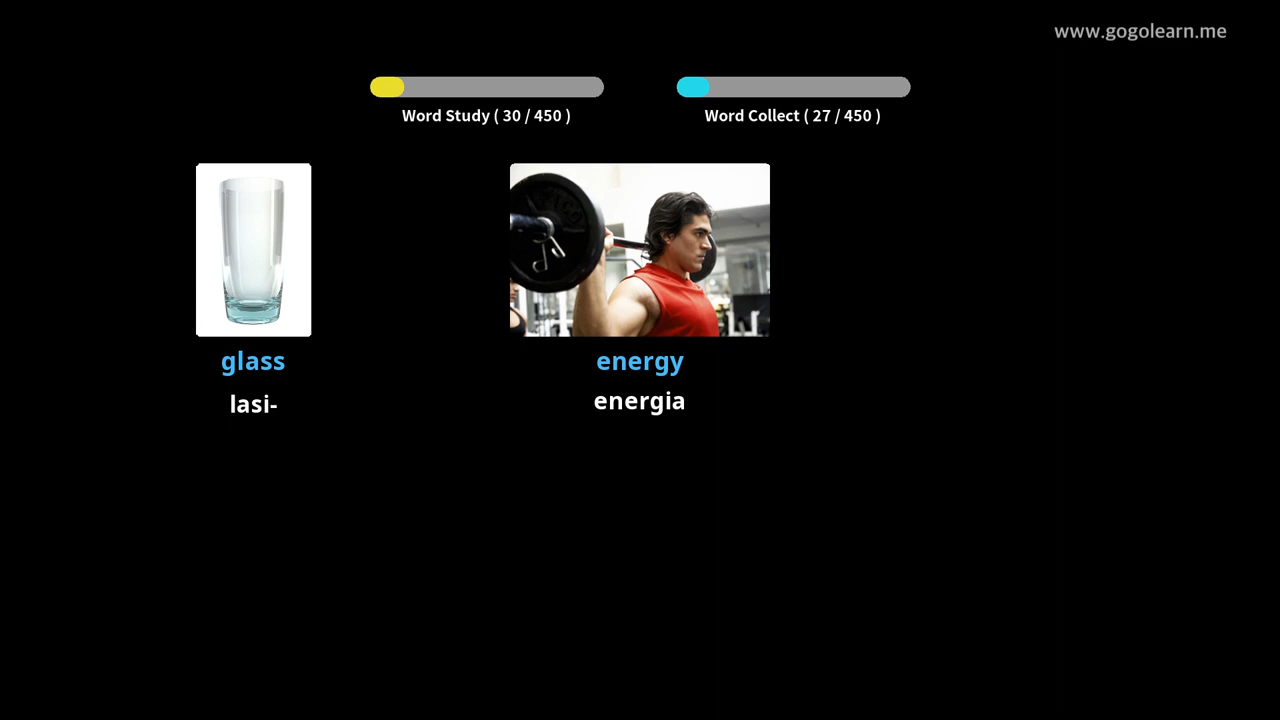 www.gogolearn.me
Word Study ( 30 / 450 )
Word Collect ( 27 / 450 )
glass
energy
lasi-
energia